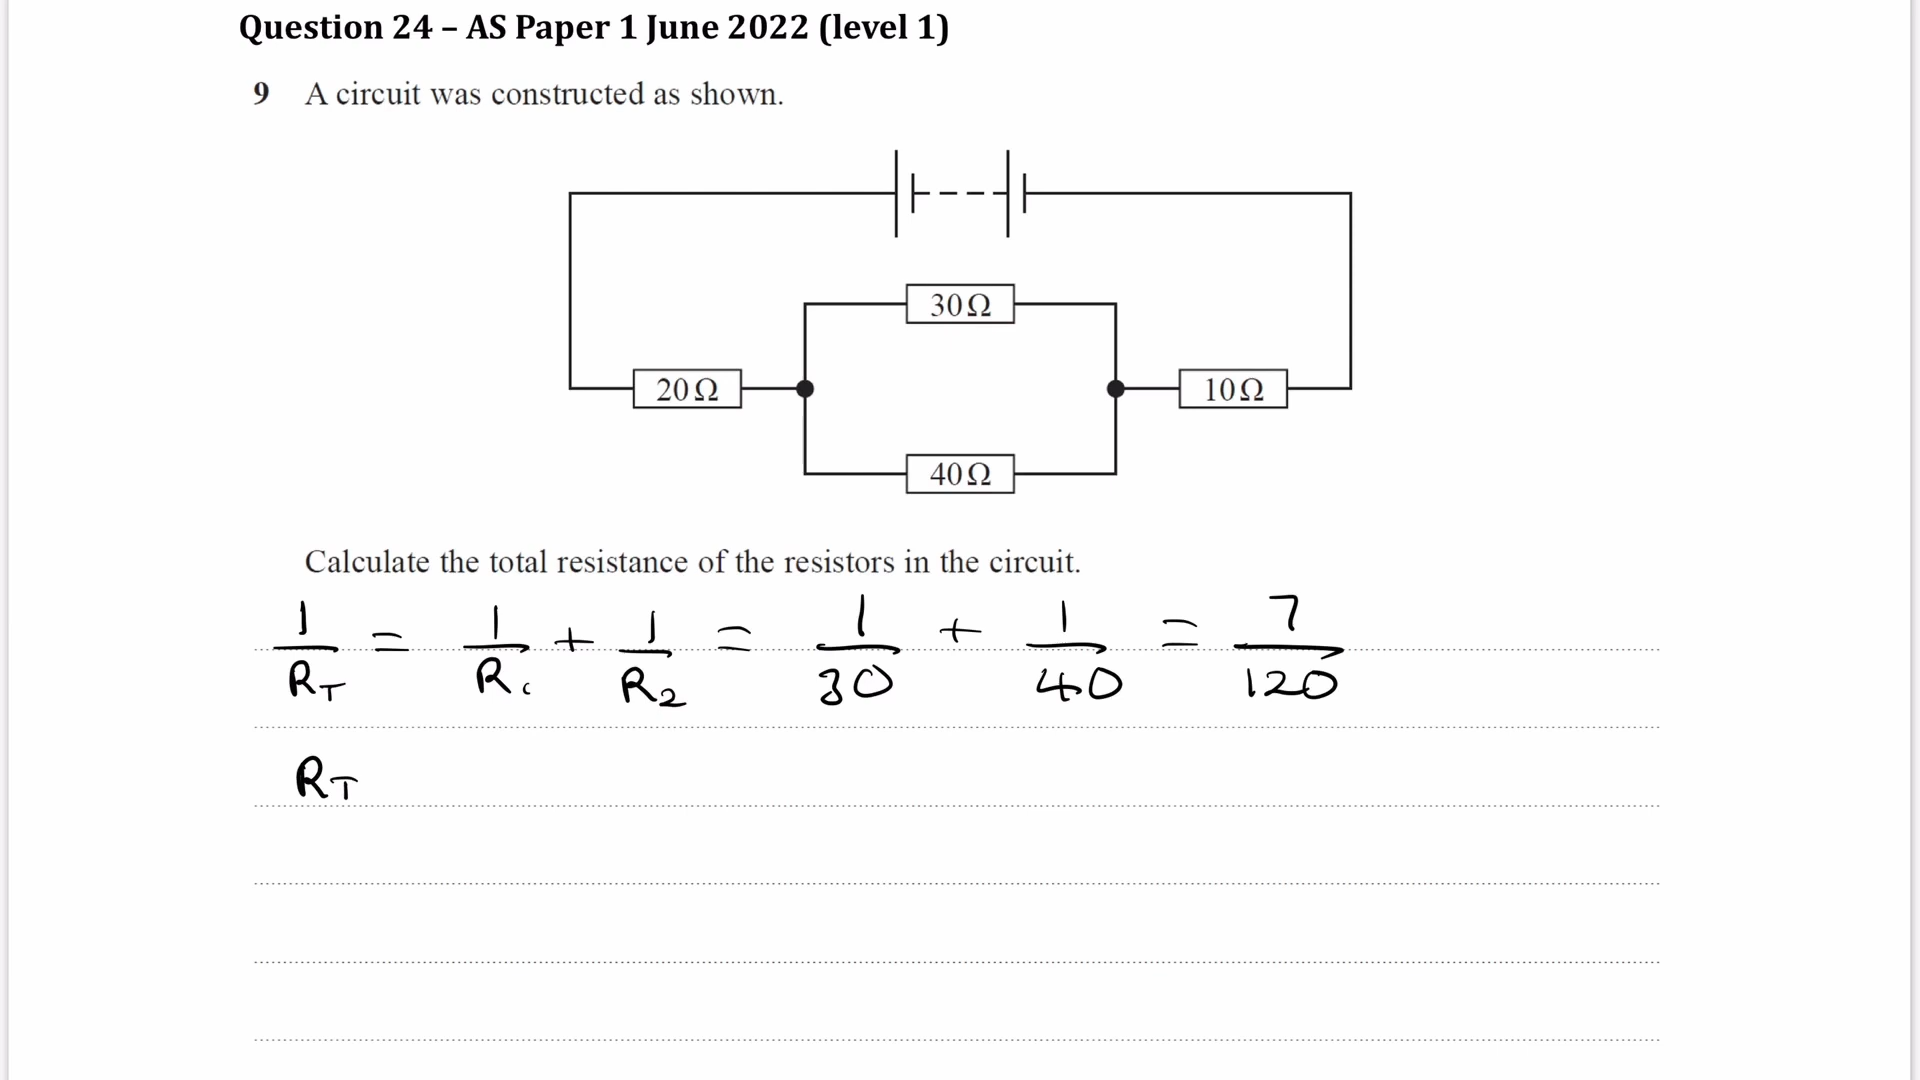 Question 24 – AS Paper 1 June 2022 (level 1)
9 A circuit was constructed as shown.
30 Ω
20 Ω
10 Ω
40 Ω
Calculate the total resistance of the resistors in the circuit.
1/R_T = 1/R_1 + 1/R_2 = 1/30 + 1/40 = 7/120
R_T